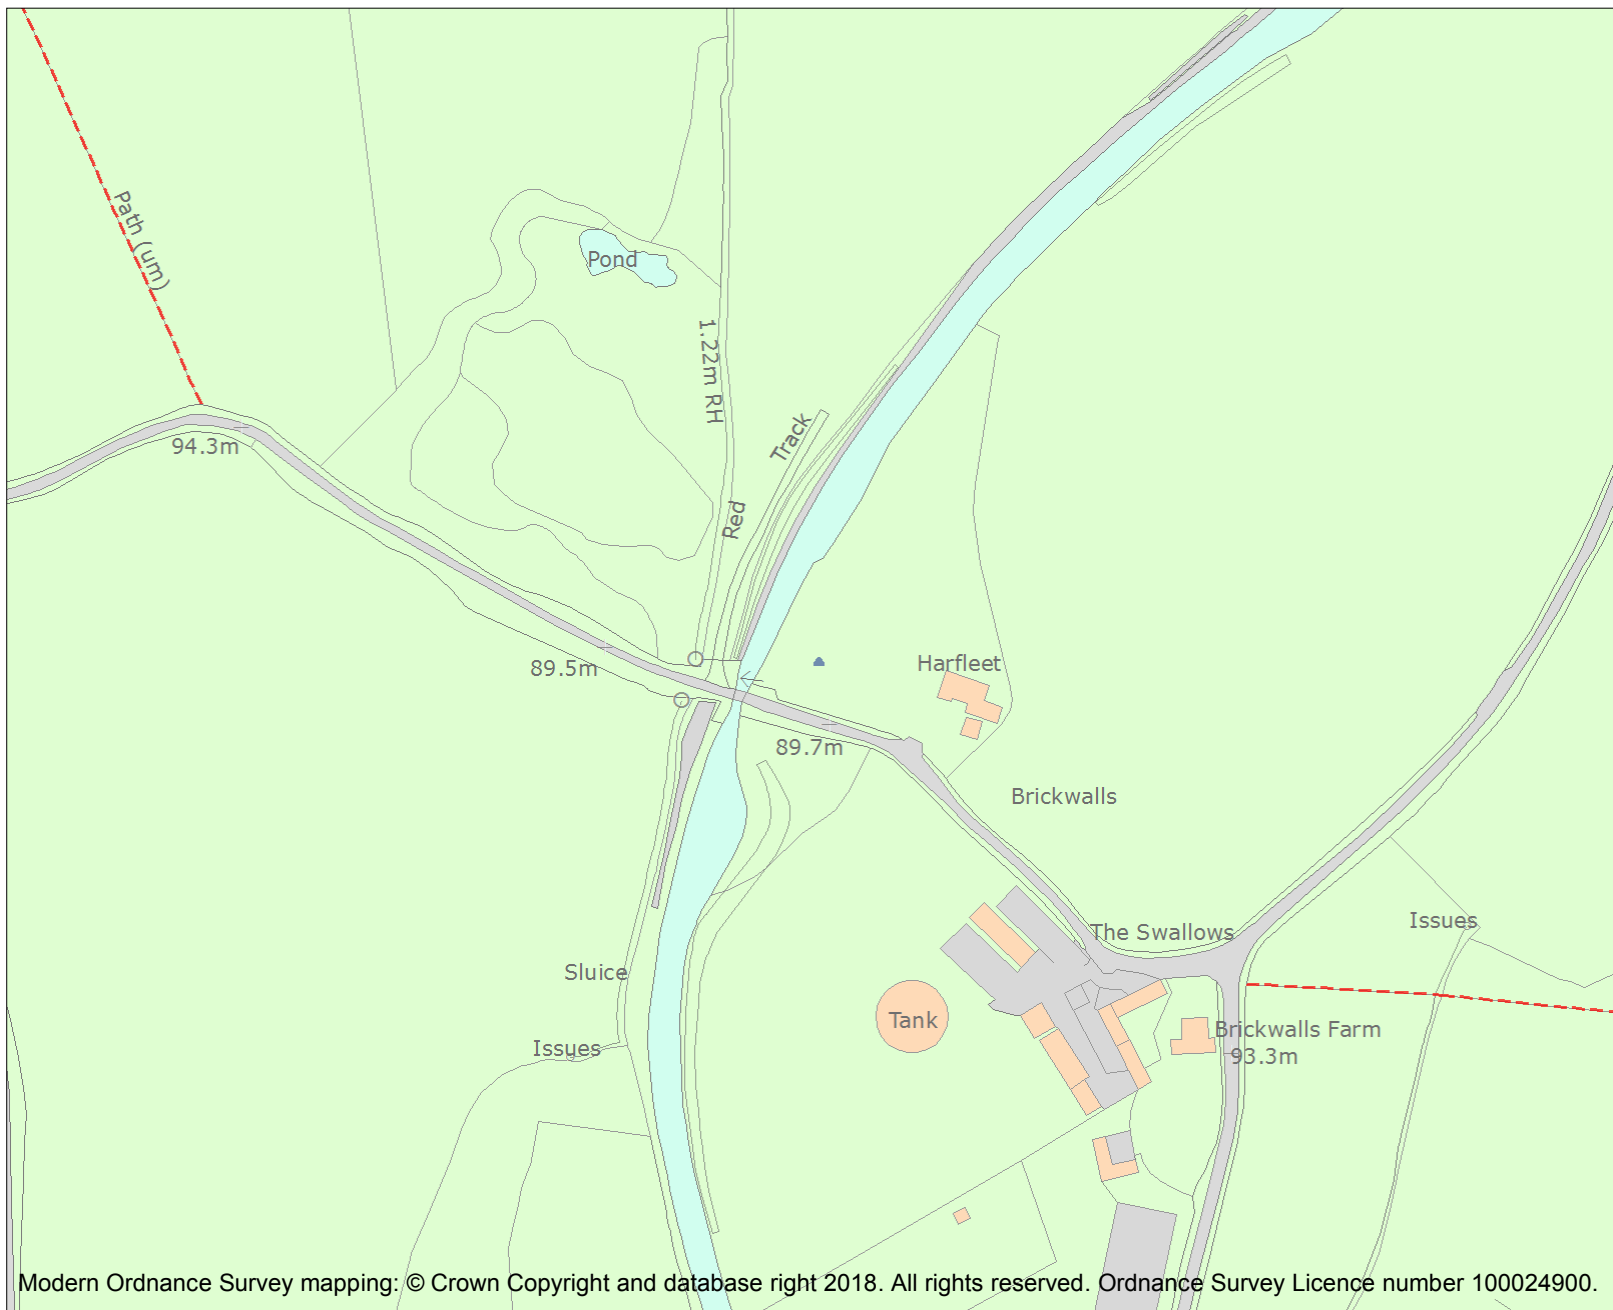 Path (um)
Pond
1.22m RH
Track
94.3m
Red
89.5m
Harfleet
89.7m
Brickwalls
The Swallows
Issues
Sluice
Tank
Brickwalls Farm
Issues
93.3m
Modern Ordnance Survey mapping: © Crown Copyright and database right 2018. All rights reserved. Ordnance Survey Licence number 100024900.